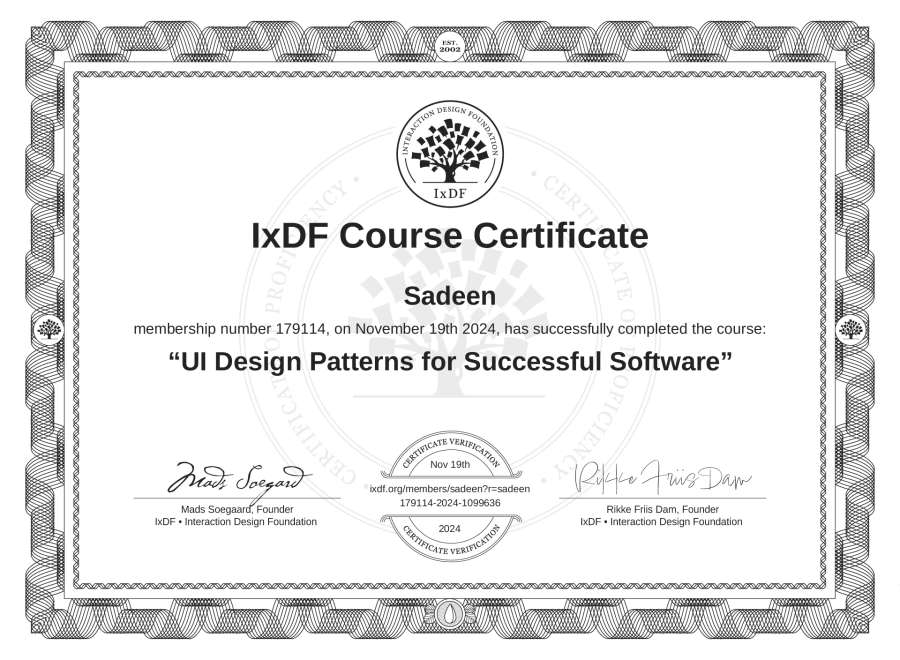 EST.
2002
INTERACTION DESIGN FOUNDATION
IxDF
CERTIFICATE OF PROFICIENCY • CERTIFICATE OF PROFICIENCY •
IxDF Course Certificate
Sadeen
membership number 179114, on November 19th 2024, has successfully completed the course:
“UI Design Patterns for Successful Software”
Mads Soegaard
Mads Soegaard, Founder
IxDF • Interaction Design Foundation
CERTIFICATE VERIFICATION
Nov 19th
ixdf.org/members/sadeen?r=sadeen
179114-2024-1099636
2024
CERTIFICATE VERIFICATION
Rikke Friis Dam
Rikke Friis Dam, Founder
IxDF • Interaction Design Foundation